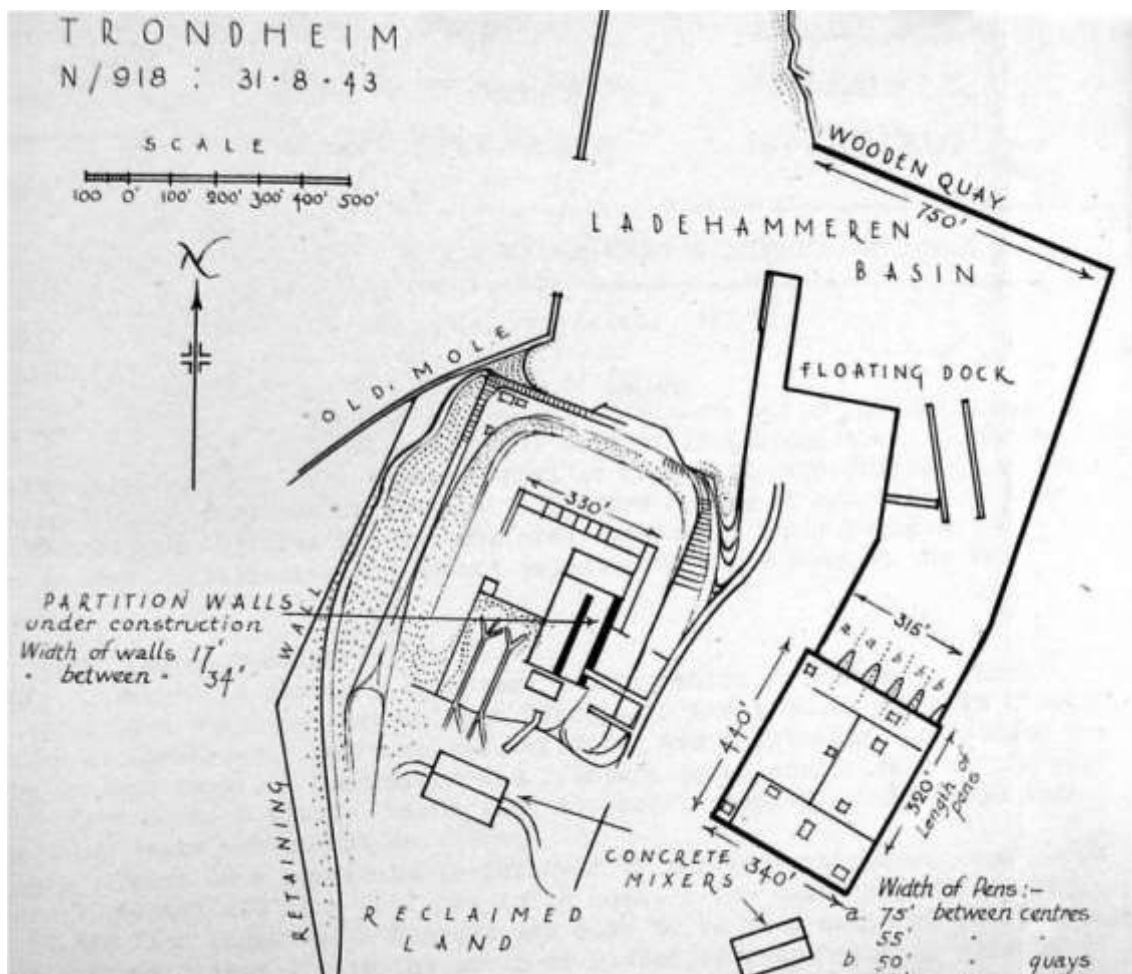 TRONDHEIM
N/918 : 31·8·43
SCALE
100 0' 100' 200' 300' 400' 500'
N
WOODEN QUAY
750'
LADEHAMMEREN
BASIN
OLD. MOLE
FLOATING DOCK
330'
PARTITION WALLS
under construction
Width of walls 17'
" between " 34'
315'
a a b b b
440'
320'
Length of
pens
340'
RETAINING WALL
CONCRETE
MIXERS
RECLAIMED
LAND
Width of Pens:-
a. 75' between centres
55' " "
b. 50' " quays